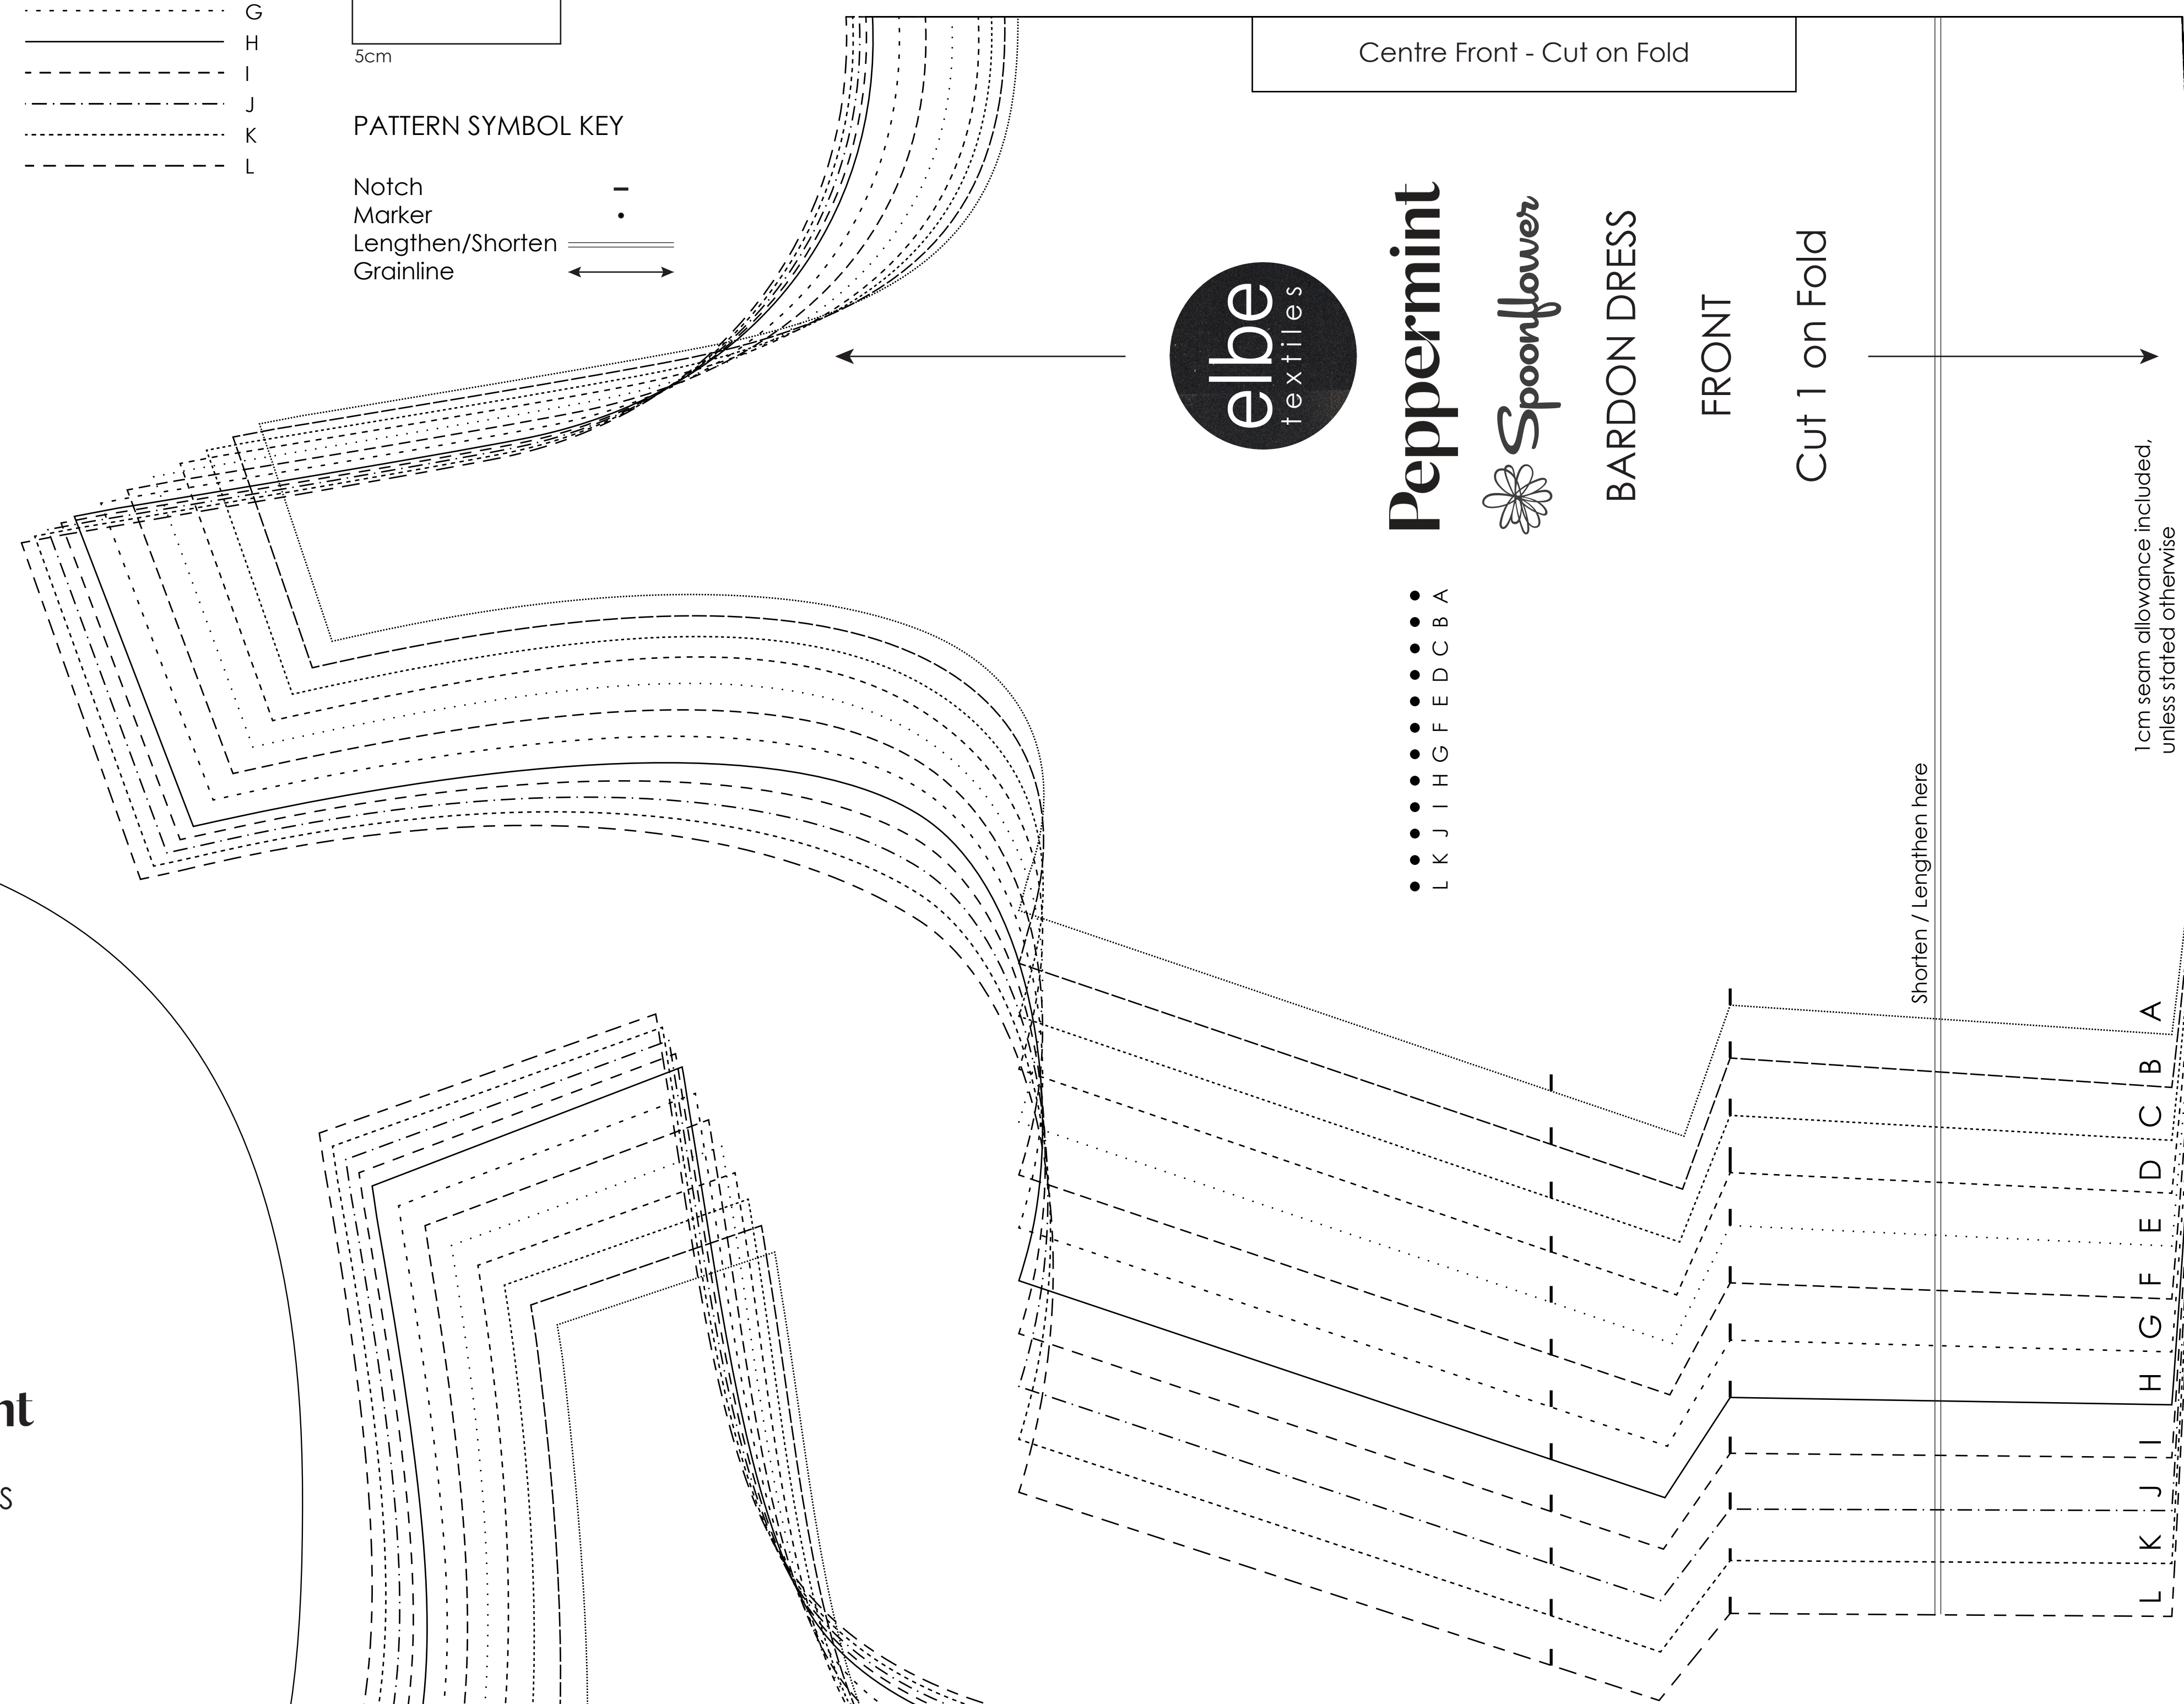 G
H
I
J
K
L
5cm
PATTERN SYMBOL KEY
Notch
Marker
Lengthen/Shorten
Grainline
Centre Front - Cut on Fold
elbe
textiles
Peppermint
Spoonflower
BARDON DRESS
FRONT
Cut 1 on Fold
L K J I H G F E D C B A
Shorten / Lengthen here
1cm seam allowance included,
unless stated otherwise
A
B
C
D
E
F
G
H
I
J
K
L
nt
S